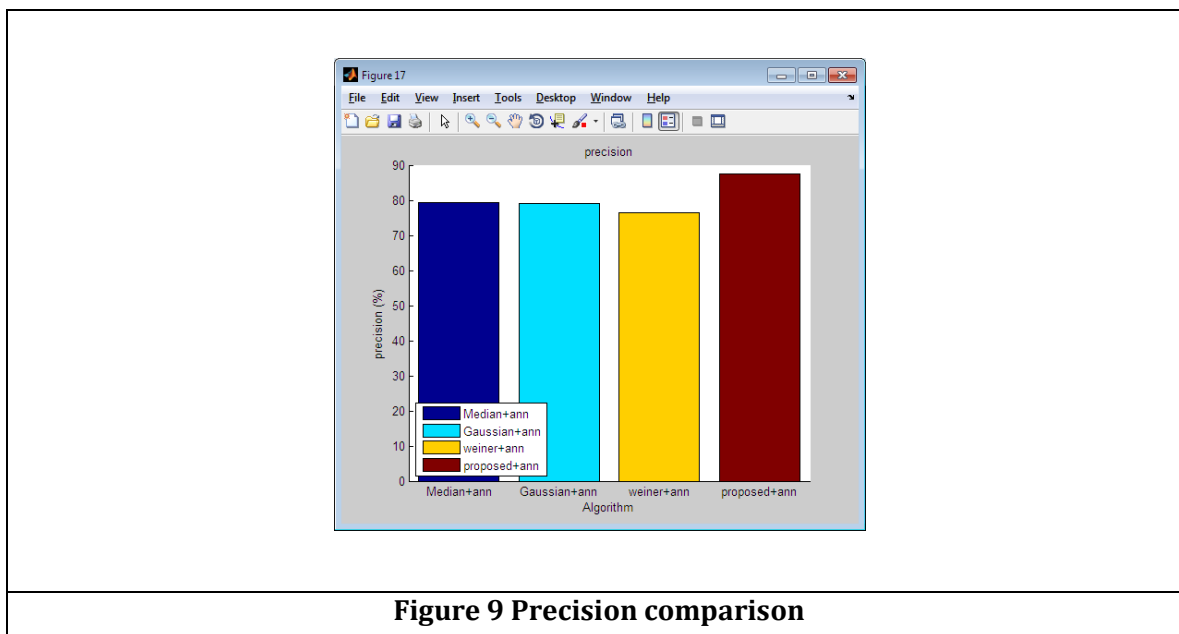 Figure 17
File Edit View Insert Tools Desktop Window Help
precision
90
80
70
60
50
40
30
20
10
0
precision (%)
Median+ann
Gaussian+ann
weiner+ann
proposed+ann
Median+ann Gaussian+ann weiner+ann proposed+ann
Algorithm
Figure 9 Precision comparison